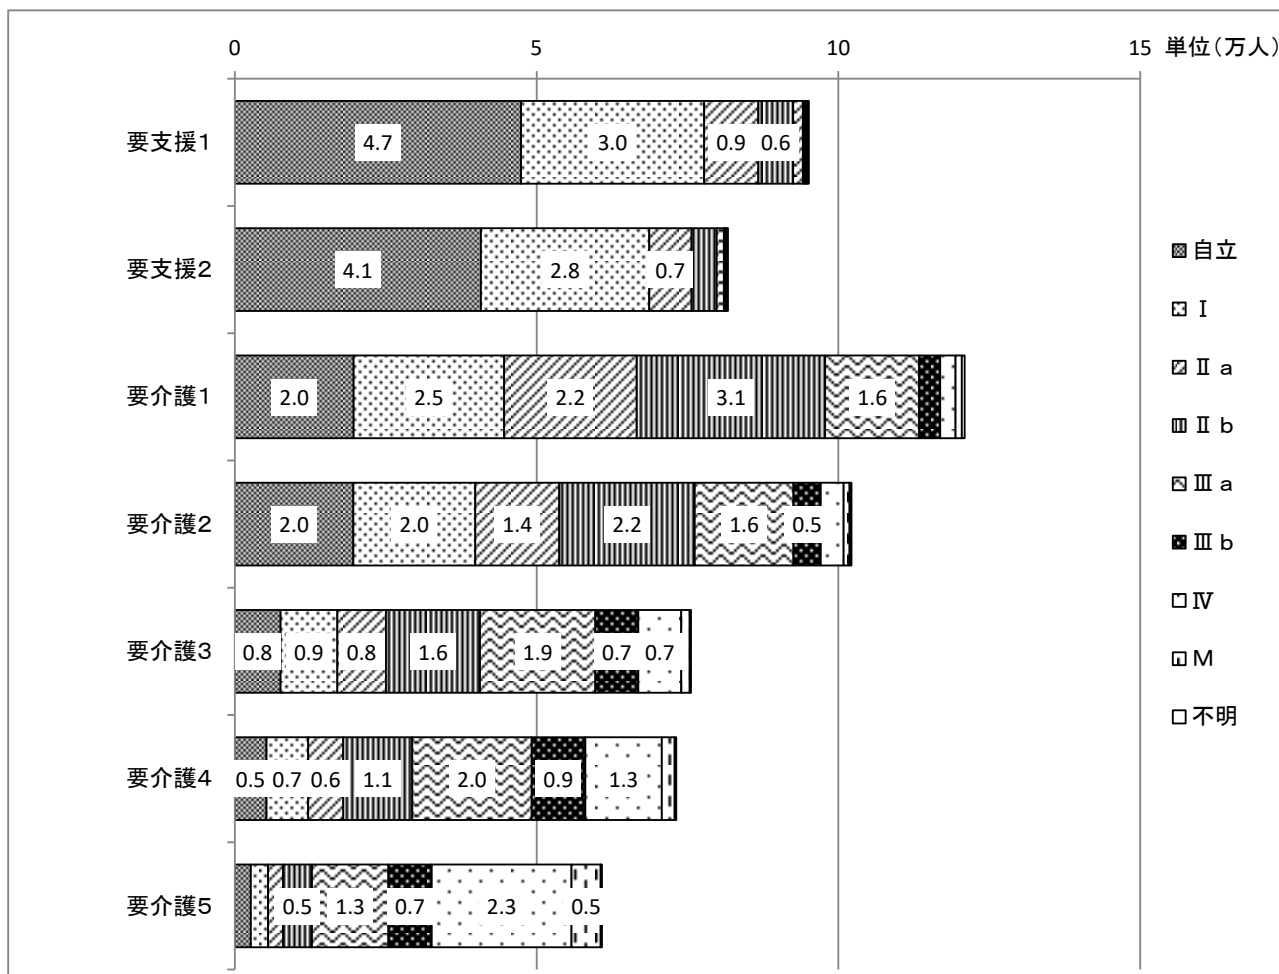 0 5 10 15 単位(万人)
要支援1 4.7 3.0 0.9 0.6
要支援2 4.1 2.8 0.7
要介護1 2.0 2.5 2.2 3.1 1.6
要介護2 2.0 2.0 1.4 2.2 1.6 0.5
要介護3 0.8 0.9 0.8 1.6 1.9 0.7 0.7
要介護4 0.5 0.7 0.6 1.1 2.0 0.9 1.3
要介護5 0.5 1.3 0.7 2.3 0.5
自立
Ⅰ
Ⅱa
Ⅱb
Ⅲa
Ⅲb
Ⅳ
M
不明